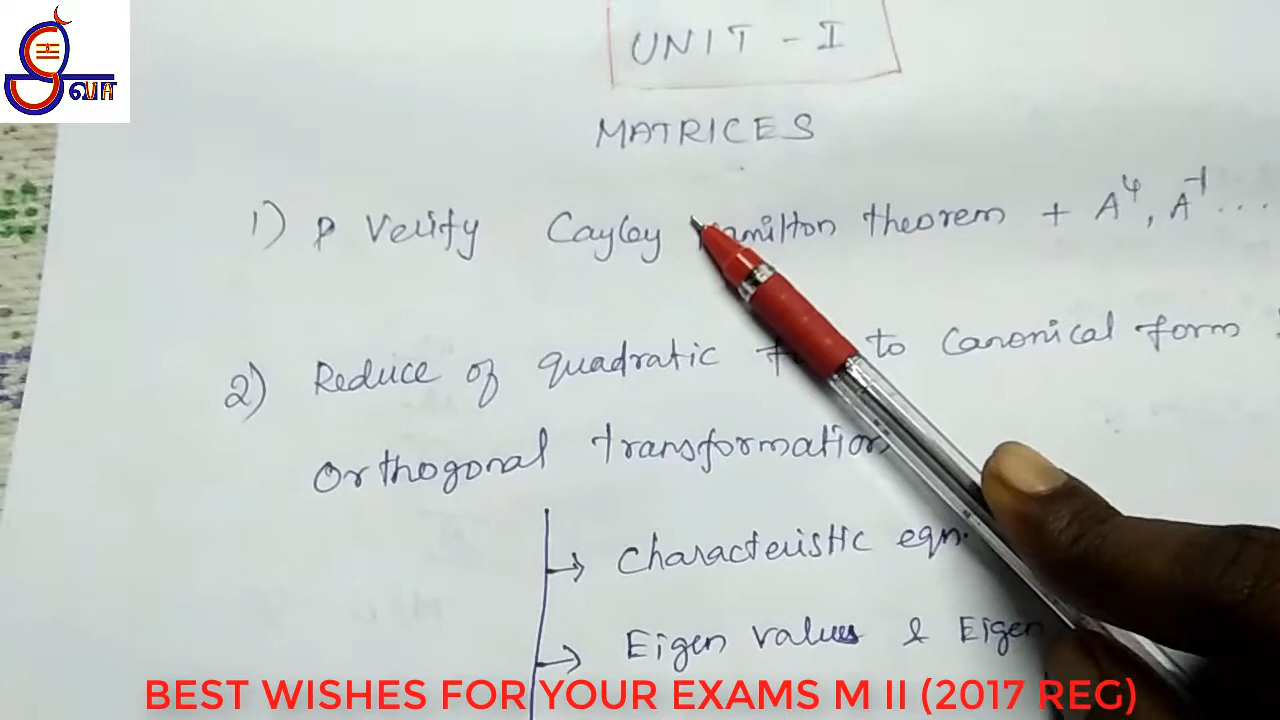 சிவா
UNIT - I
MATRICES
1) Verify Cayley Hamilton theorem + A⁴, A⁻¹ ...
2) Reduce of quadratic to Canonical form
Orthogonal transformation
→ Characteristic eqn.
→ Eigen values & Eigen
BEST WISHES FOR YOUR EXAMS M II (2017 REG)